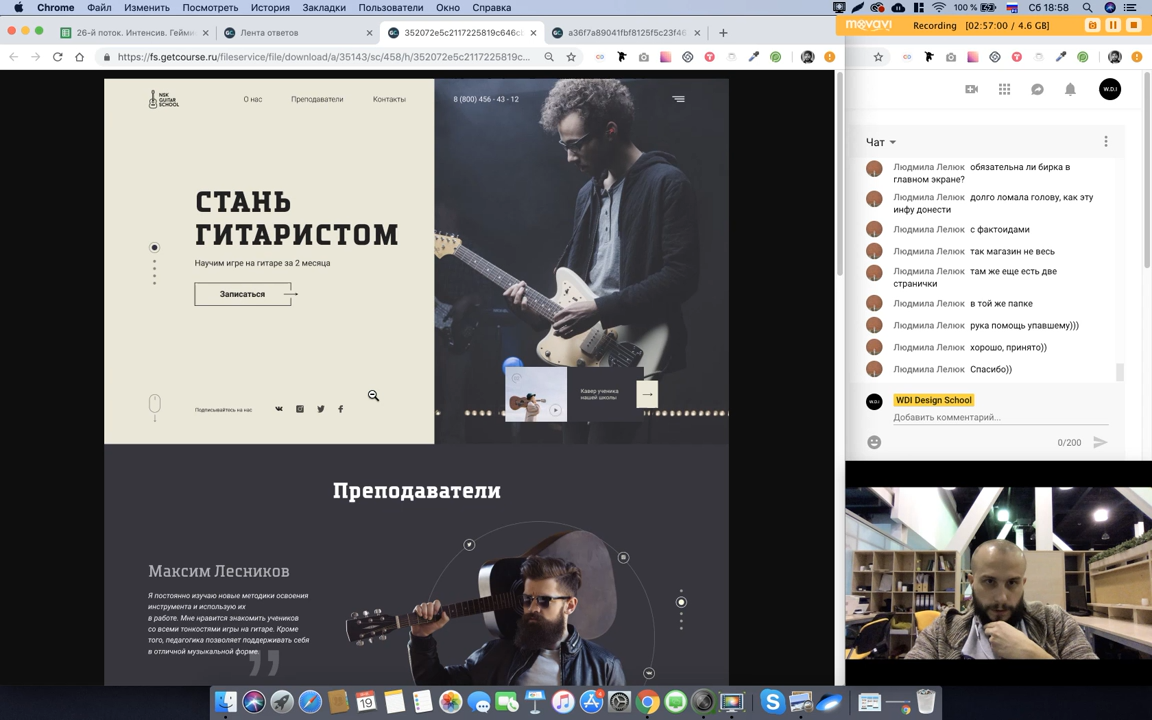 Chrome Файл Изменить Посмотреть История Закладки Пользователи Окно Справка
100 % Сб 18:58
movavi Recording [02:57:00 / 4.6 GB]
26-й поток. Интенсив. Гейми
Лента ответов
352072e5c2117225819c646c
a36f7a89041fbf8125f5c23f46
https://fs.getcourse.ru/fileservice/file/download/a/35143/sc/458/h/352072e5c2117225819c...
NSK
GUITAR
SCHOOL
О нас Преподаватели Контакты
8 (800) 456 - 43 - 12
СТАНЬ
ГИТАРИСТОМ
Научим игре на гитаре за 2 месяца
Записаться
Подписывайтесь на нас
Кавер ученика
нашей школы
Преподаватели
Максим Лесников
Я постоянно изучаю новые методики освоения
инструмента и использую их
в работе. Мне нравится знакомить учеников
со всеми тонкостями игры на гитаре. Кроме
того, педагогика позволяет поддерживать себя
в отличной музыкальной форме.
W.D.I
Чат
Людмила Лелюк обязательна ли бирка в
главном экране?
Людмила Лелюк долго ломала голову, как эту
инфу донести
Людмила Лелюк с фактоидами
Людмила Лелюк так магазин не весь
Людмила Лелюк там же еще есть две
странички
Людмила Лелюк в той же папке
Людмила Лелюк рука помощь упавшему)))
Людмила Лелюк хорошо, принято))
Людмила Лелюк Спасибо))
W.D.I
WDI Design School
Добавить комментарий...
0/200
19